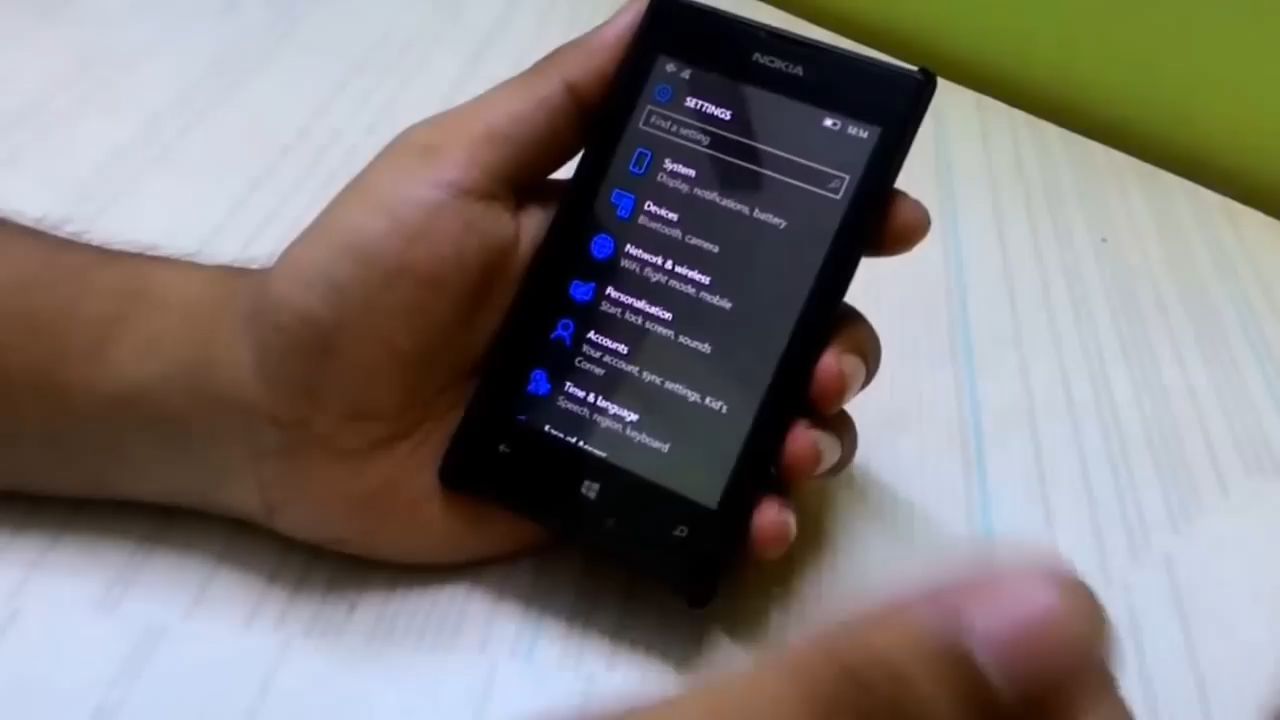 NOKIA
SETTINGS
Find a setting
System
Display, notifications, battery
Devices
Bluetooth, camera
Network & wireless
WiFi, flight mode, mobile
Personalisation
Start, lock screen, sounds
Accounts
Your account, sync settings, Kid's
Corner
Time & language
Speech, region, keyboard